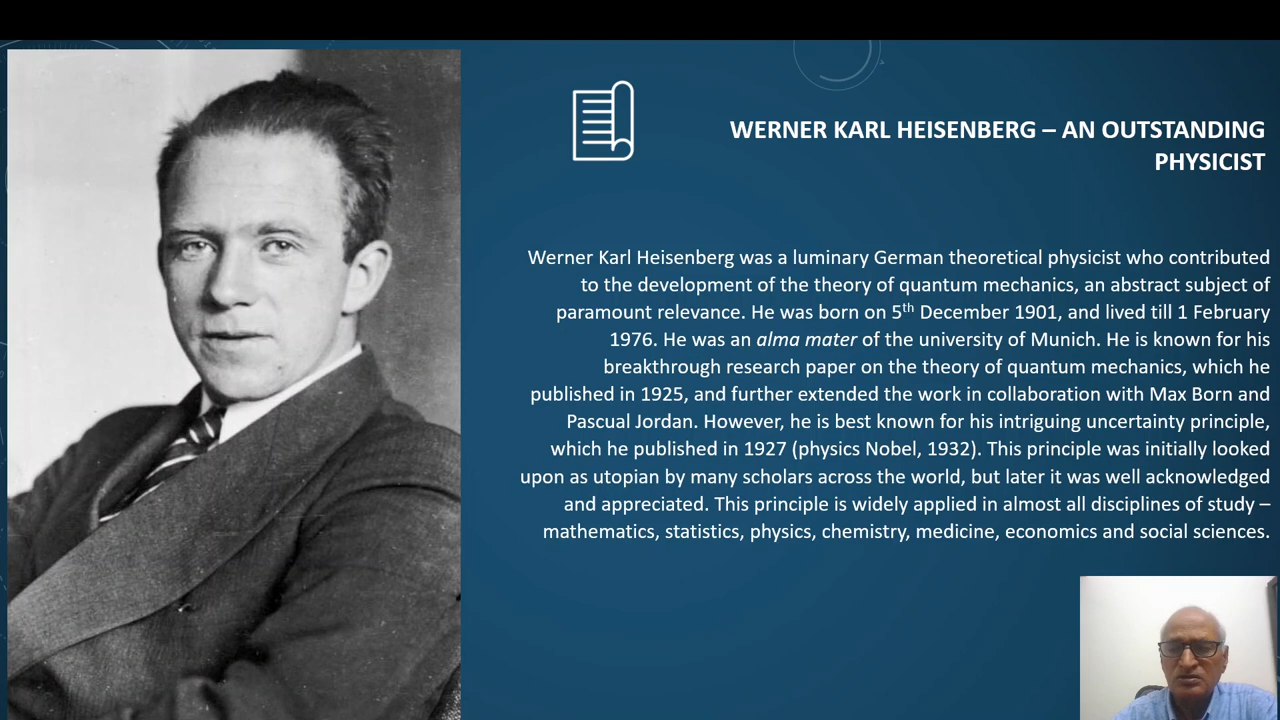 WERNER KARL HEISENBERG – AN OUTSTANDING
PHYSICIST
Werner Karl Heisenberg was a luminary German theoretical physicist who contributed
to the development of the theory of quantum mechanics, an abstract subject of
paramount relevance. He was born on 5th December 1901, and lived till 1 February
1976. He was an alma mater of the university of Munich. He is known for his
breakthrough research paper on the theory of quantum mechanics, which he
published in 1925, and further extended the work in collaboration with Max Born and
Pascual Jordan. However, he is best known for his intriguing uncertainty principle,
which he published in 1927 (physics Nobel, 1932). This principle was initially looked
upon as utopian by many scholars across the world, but later it was well acknowledged
and appreciated. This principle is widely applied in almost all disciplines of study –
mathematics, statistics, physics, chemistry, medicine, economics and social sciences.